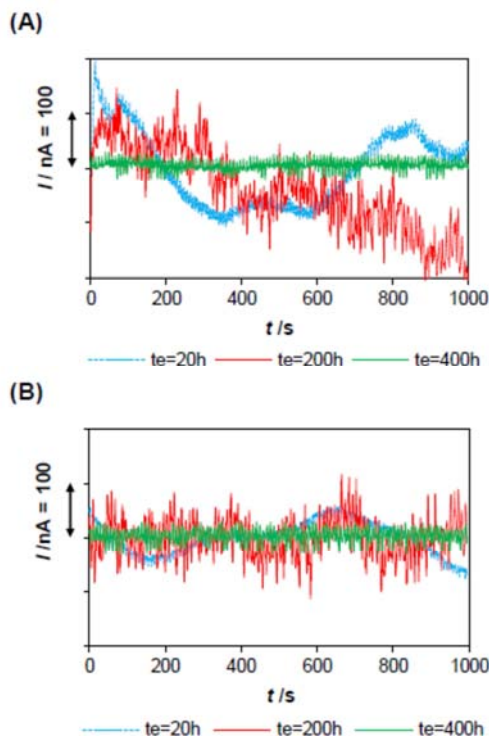 (A)
I / nA = 100
0 200 400 600 800 1000
t /s
te=20h te=200h te=400h
(B)
I /nA = 100
0 200 400 600 800 1000
t /s
te=20h te=200h te=400h